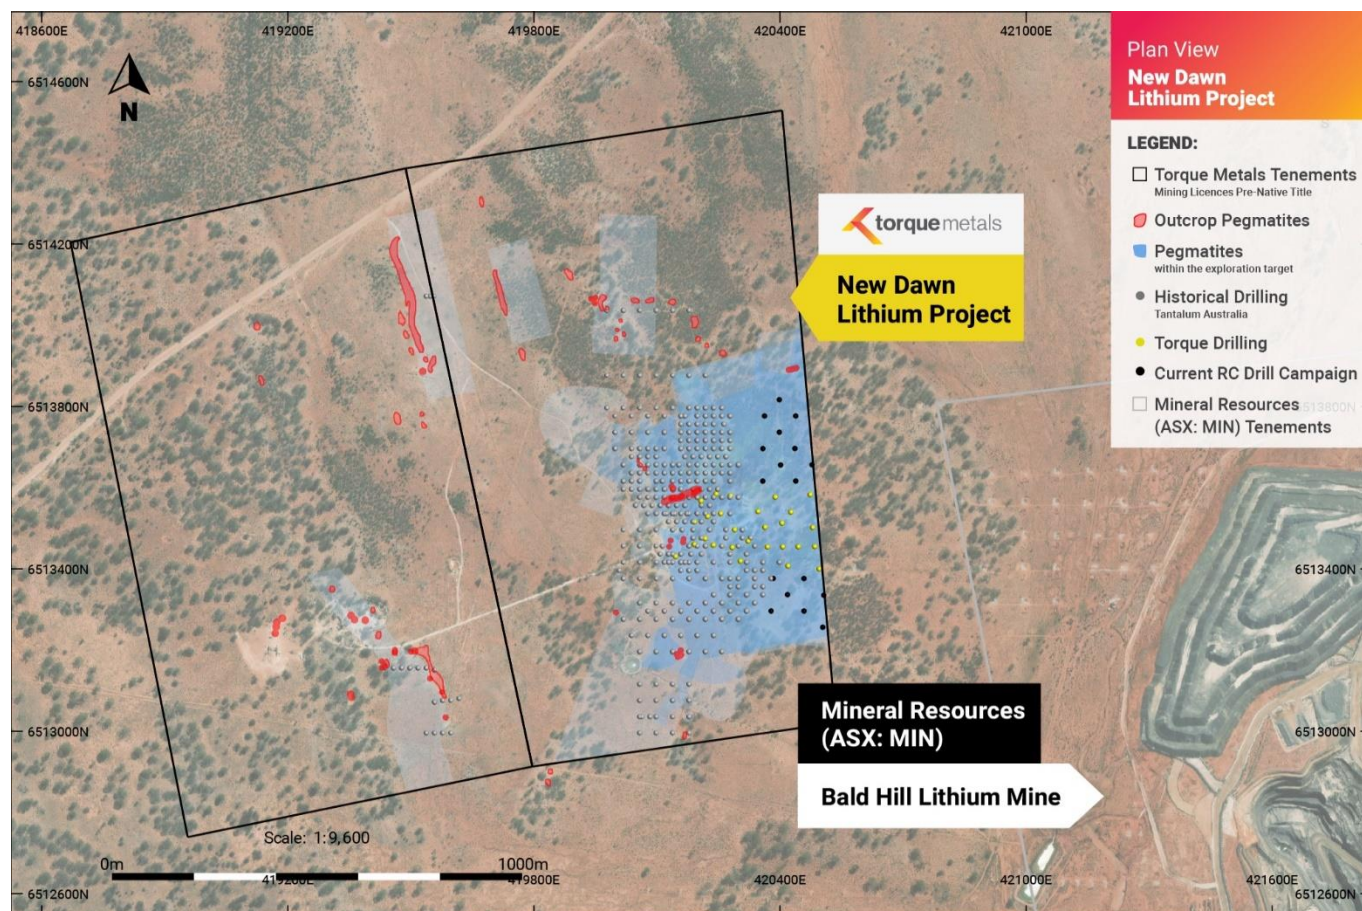 418600E
419200E
419800E
420400E
421000E
6514600N
N
6514200N
6513800N
6513400N
6513000N
6512600N
Plan View
New Dawn
Lithium Project
LEGEND:
Torque Metals Tenements
Mining Licences Pre-Native Title
Outcrop Pegmatites
Pegmatites
within the exploration target
Historical Drilling
Tantalum Australia
Torque Drilling
Current RC Drill Campaign
Mineral Resources
(ASX: MIN) Tenements
6513800N
torque metals
New Dawn
Lithium Project
6513400N
Mineral Resources
(ASX: MIN)
6513000N
Bald Hill Lithium Mine
Scale: 1:9,600
0m
1000m
419200E
419800E
420400E
421000E
421600E
6512600N